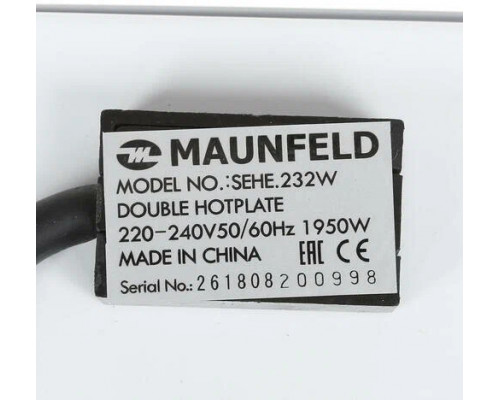 MAUNFELD
MODEL NO.:SEHE.232W
DOUBLE HOTPLATE
220-240V50/60Hz 1950W
MADE IN CHINA EAC CE
Serial No.: 261808200998